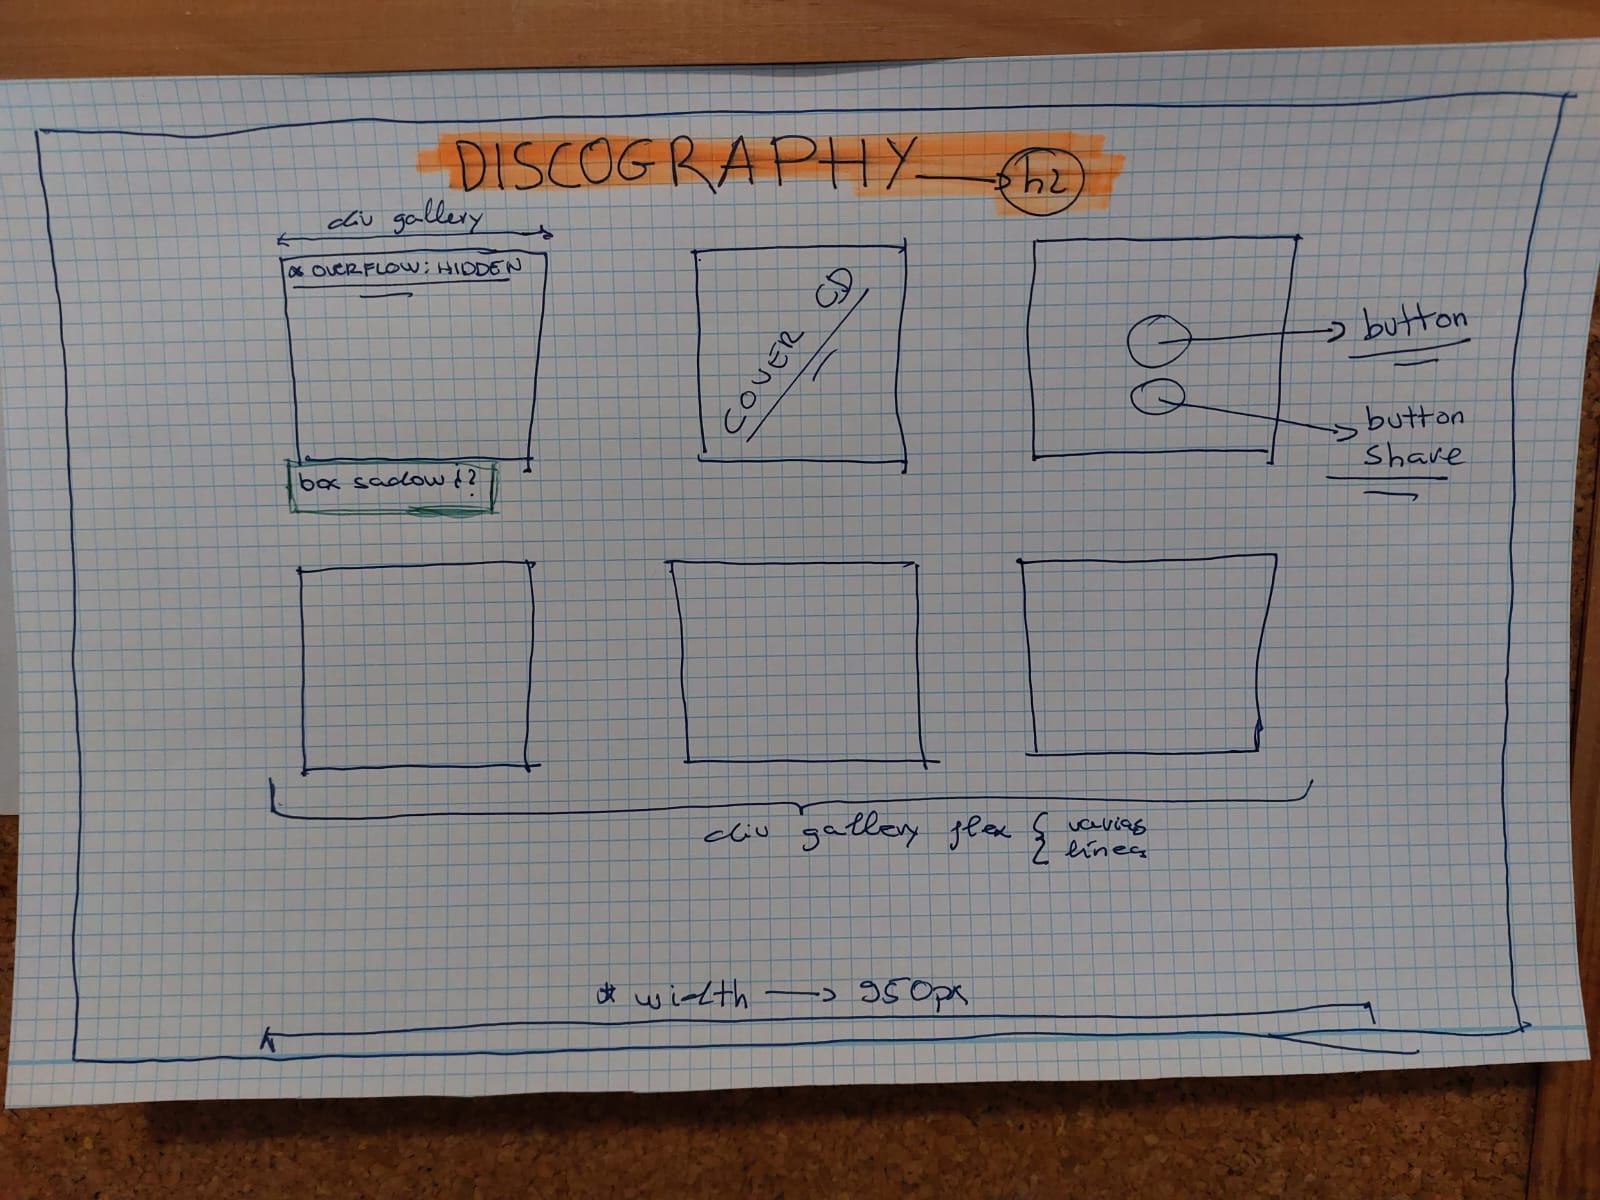 DISCOGRAPHY → h2
div gallery
* OVERFLOW: HIDDEN
COVER CD
button
button
share
box sadow ¿?
div gallery flex { varias
líneas
* width → 950px